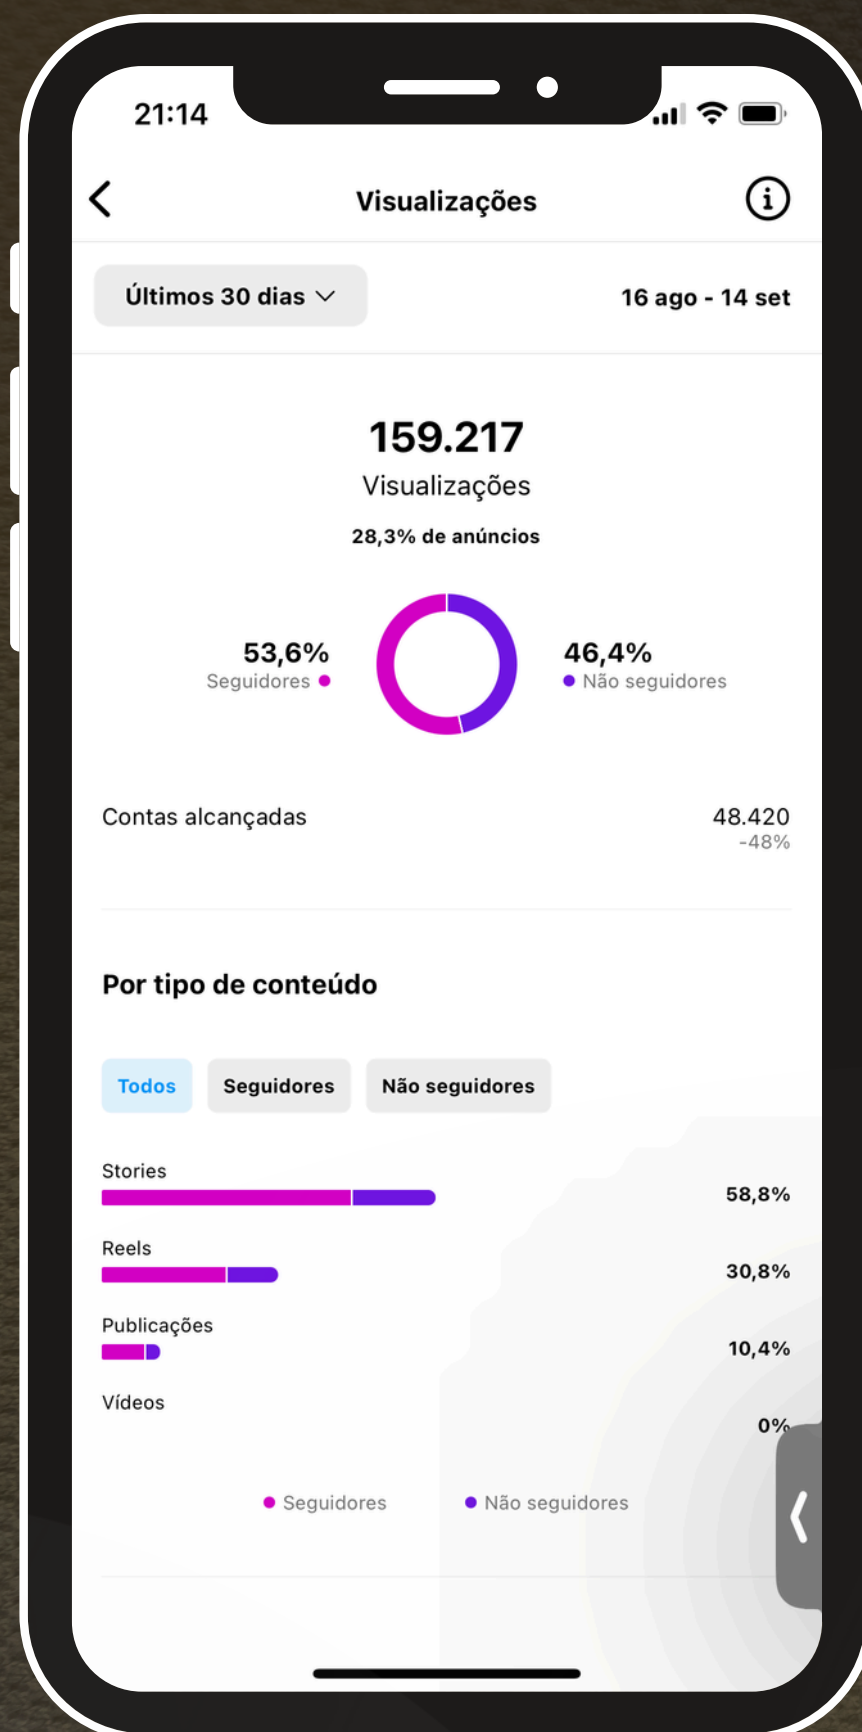 21:14
Visualizações
Últimos 30 dias
16 ago - 14 set
159.217
Visualizações
28,3% de anúncios
53,6%
Seguidores
46,4%
Não seguidores
Contas alcançadas
48.420
-48%
Por tipo de conteúdo
Todos
Seguidores
Não seguidores
Stories
58,8%
Reels
30,8%
Publicações
10,4%
Vídeos
0%
Seguidores
Não seguidores